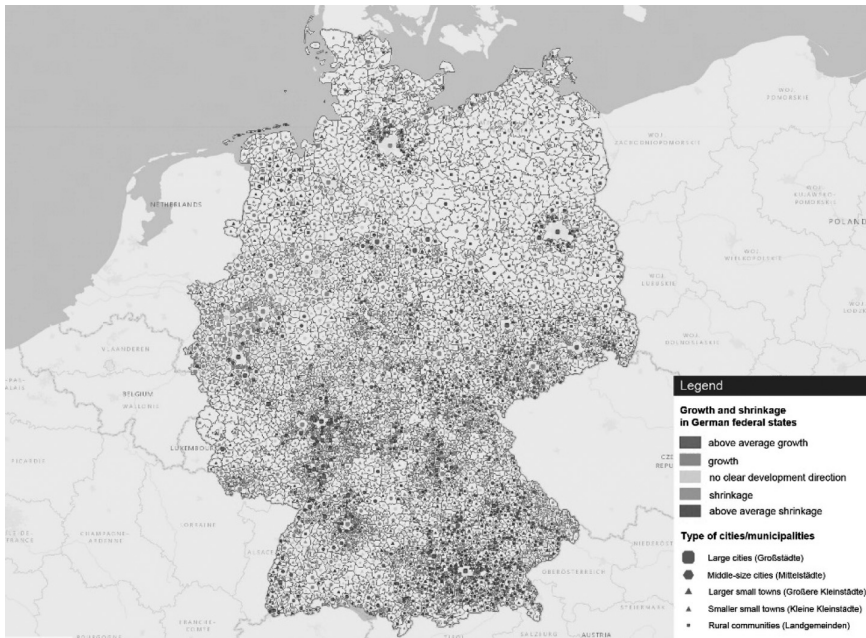 WOJ.
POMORSKIE
WOJ.
ZACHODNIOPOMORSKIE
WOJ.
KUJAWSKO-
POMORSKIE
NETHERLANDS
POLAND
WOJ.
WIELKOPOLSKIE
WOJ.
LUBUSKIE
WOJ.
DOLNOŚLĄSKIE
VLAANDEREN
BELGIUM
WALLONIE
LUXEMBOURG
PICARDIE
LORRAINE
CHAMPAGNE-
ARDENNE
ALSACE
FRANCHE-
COMTÉ
OBERÖSTERREICH
STEIERMARK
SALZBURG
AUSTRIA
Legend
Growth and shrinkage
in German federal states
above average growth
growth
no clear development direction
shrinkage
above average shrinkage
Type of cities/municipalities
Large cities (Großstädte)
Middle-size cities (Mittelstädte)
Larger small towns (Größere Kleinstädte)
Smaller small towns (Kleine Kleinstädte)
Rural communities (Landgemeinden)